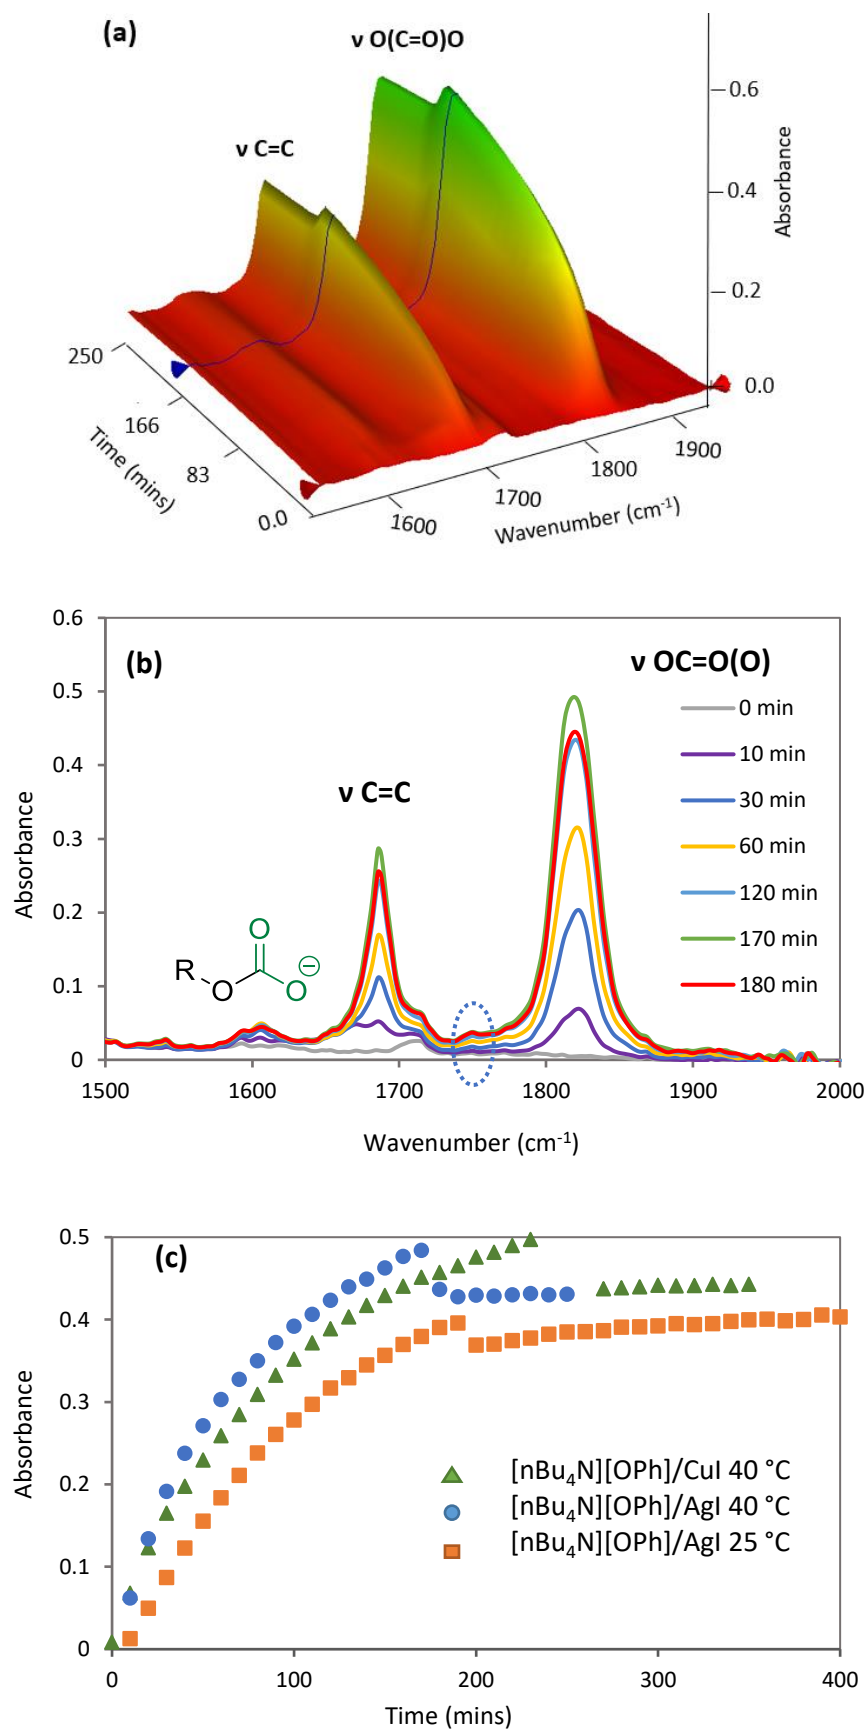 (a)
ν O(C=O)O
ν C=C
0.6
0.4
0.2
0.0
Absorbance
250
166
83
0.0
Time (mins)
1600
1700
1800
1900
Wavenumber (cm⁻¹)
0.6
0.5
0.4
0.3
0.2
0.1
0
Absorbance
(b)
ν OC=O(O)
ν C=C
0 min
10 min
30 min
60 min
120 min
170 min
180 min
O
R
O
O
1500
1600
1700
1800
1900
2000
Wavenumber (cm⁻¹)
0.5
0.4
0.3
0.2
0.1
0
Absorbance
(c)
[nBu₄N][OPh]/CuI 40 °C
[nBu₄N][OPh]/AgI 40 °C
[nBu₄N][OPh]/AgI 25 °C
0
100
200
300
400
Time (mins)